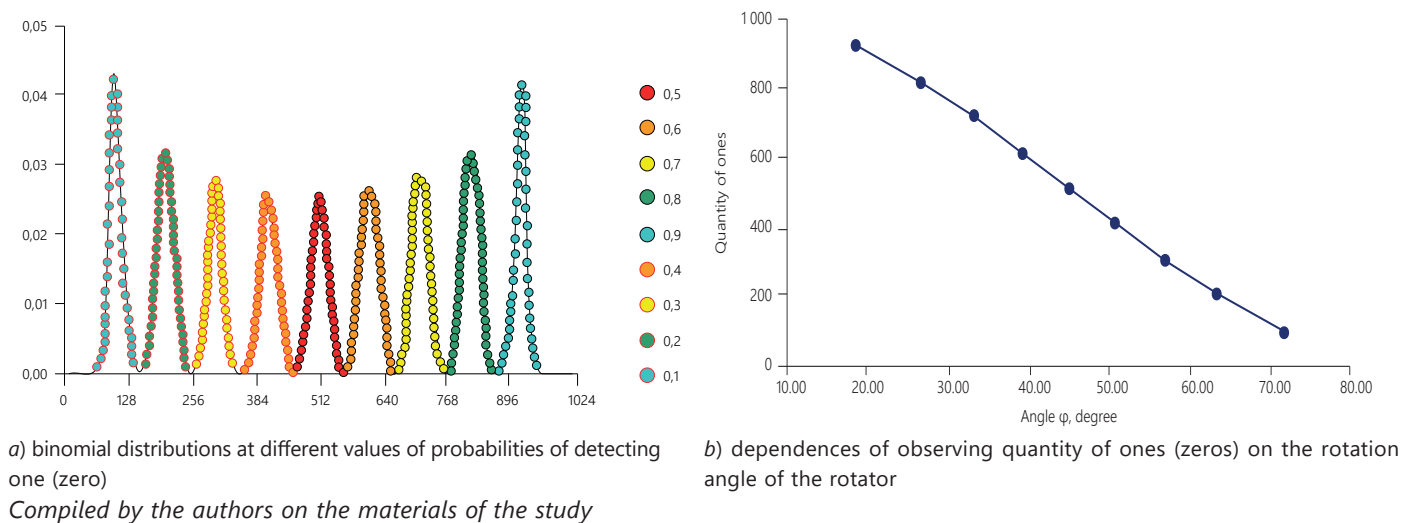 0,05
0,04
0,03
0,02
0,01
0,00
0 128 256 384 512 640 768 896 1024
0,5
0,6
0,7
0,8
0,9
0,4
0,3
0,2
0,1
a) binomial distributions at different values of probabilities of detecting
one (zero)
Compiled by the authors on the materials of the study
Quantity of ones
1 000
800
600
400
200
0
10.00 20.00 30.00 40.00 50.00 60.00 70.00 80.00
Angle φ, degree
b) dependences of observing quantity of ones (zeros) on the rotation
angle of the rotator